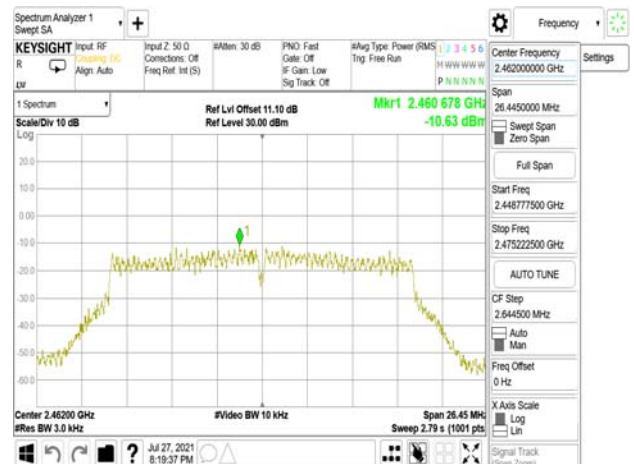 Spectrum Analyzer 1
Swept SA
Frequency
KEYSIGHT
Input: RF
Coupling: DC
Align: Auto
Input Z: 50 Ω
Corrections: Off
Freq Ref: Int (S)
#Atten: 30 dB
PNO: Fast
Gate: Off
IF Gain: Low
Sig Track: Off
#Avg Type: Power (RMS
Trig: Free Run
1 2 3 4 5 6
M W W W W W
P N N N N N
R
Center Frequency
2.462000000 GHz
Settings
Span
26.4450000 MHz
Swept Span
Zero Span
Full Span
Start Freq
2.448777500 GHz
Stop Freq
2.475222500 GHz
AUTO TUNE
CF Step
2.644500 MHz
Auto
Man
Freq Offset
0 Hz
X Axis Scale
Log
Lin
Signal Track
(Span Zoom)
1 Spectrum
Scale/Div 10 dB
Log
Ref Lvl Offset 11.10 dB
Ref Level 30.00 dBm
Mkr1 2.460 678 GHz
-10.63 dBm
20.0
10.0
0.00
-10.0
-20.0
-30.0
-40.0
-50.0
-60.0
1
Center 2.46200 GHz
#Res BW 3.0 kHz
#Video BW 10 kHz
Span 26.45 MHz
Sweep 2.79 s (1001 pts
?
Jul 27, 2021
8:19:37 PM